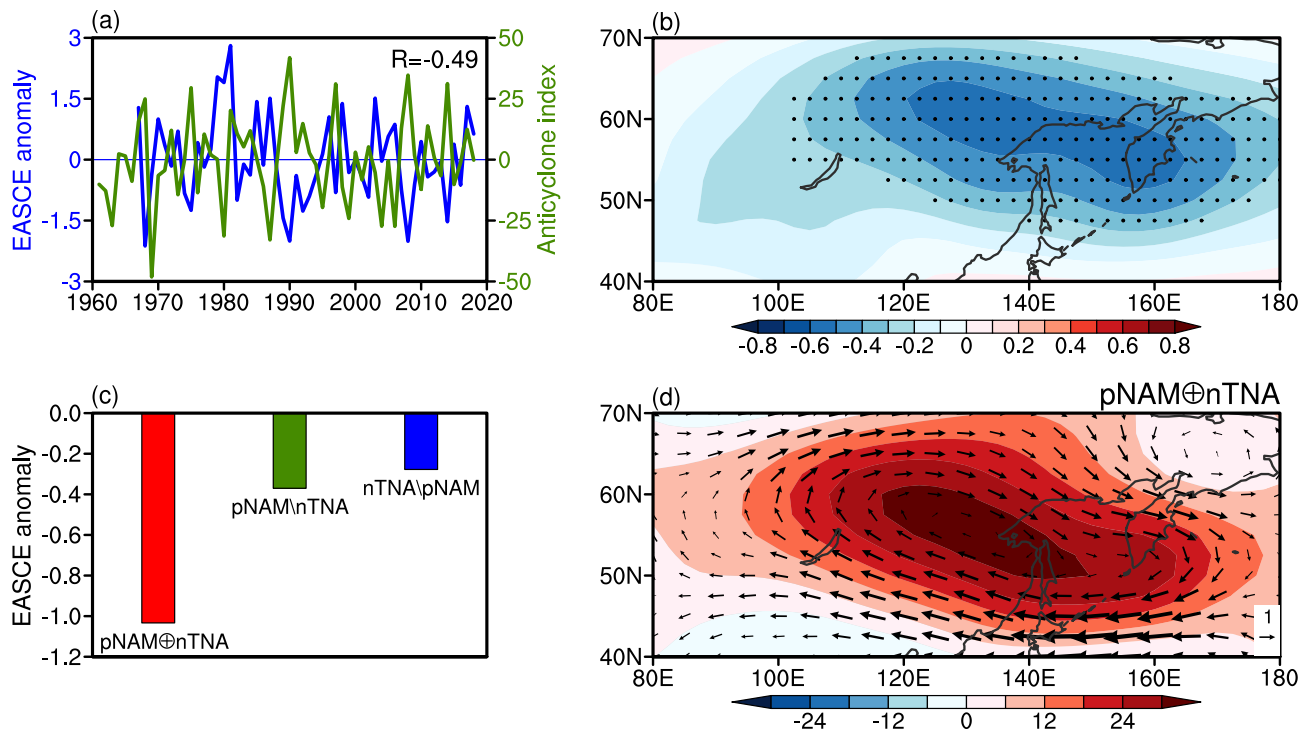 (a)
R=-0.49
EASCE anomaly
3
1.5
0
-1.5
-3
50
25
0
-25
-50
Anticyclone index
1960 1970 1980 1990 2000 2010 2020
(b)
70N
60N
50N
40N
80E 100E 120E 140E 160E 180
-0.8 -0.6 -0.4 -0.2 0 0.2 0.4 0.6 0.8
(c)
EASCE anomaly
0.0
-0.2
-0.4
-0.6
-0.8
-1.0
-1.2
pNAM⊕nTNA
pNAM\nTNA
nTNA\pNAM
(d)
pNAM⊕nTNA
70N
60N
50N
40N
1
80E 100E 120E 140E 160E 180
-24 -12 0 12 24